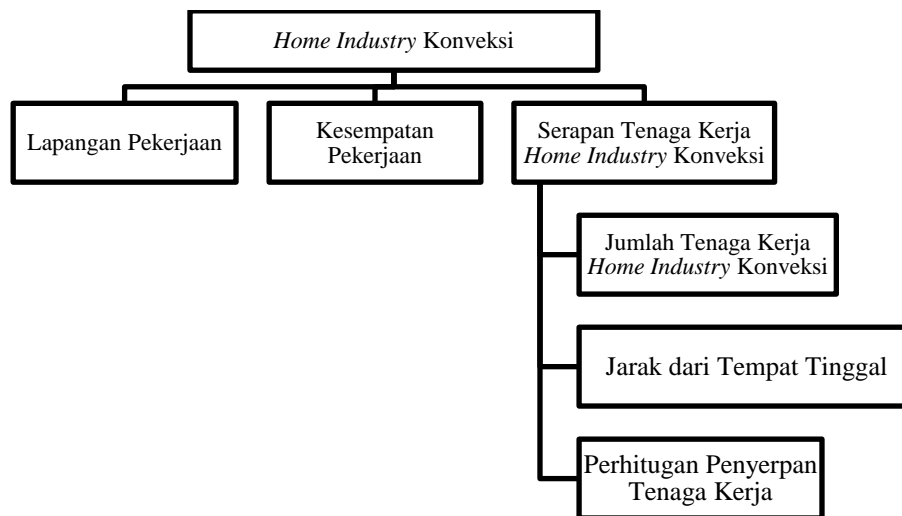 Home Industry Konveksi
Lapangan Pekerjaan
Kesempatan
Pekerjaan
Serapan Tenaga Kerja
Home Industry Konveksi
Jumlah Tenaga Kerja
Home Industry Konveksi
Jarak dari Tempat Tinggal
Perhitugan Penyerpan
Tenaga Kerja